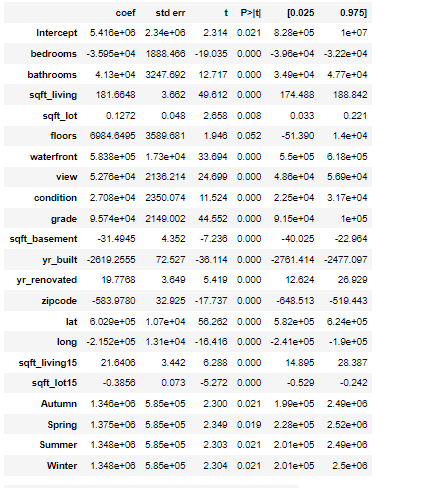 coef std err t P>|t| [0.025 0.975]
Intercept 5.416e+06 2.34e+06 2.314 0.021 8.28e+05 1e+07
bedrooms -3.595e+04 1888.466 -19.035 0.000 -3.96e+04 -3.22e+04
bathrooms 4.13e+04 3247.692 12.717 0.000 3.49e+04 4.77e+04
sqft_living 181.6648 3.662 49.612 0.000 174.488 188.842
sqft_lot 0.1272 0.048 2.658 0.008 0.033 0.221
floors 6984.6495 3589.681 1.946 0.052 -51.390 1.4e+04
waterfront 5.838e+05 1.73e+04 33.694 0.000 5.5e+05 6.18e+05
view 5.276e+04 2136.214 24.699 0.000 4.86e+04 5.69e+04
condition 2.708e+04 2350.074 11.524 0.000 2.25e+04 3.17e+04
grade 9.574e+04 2149.002 44.552 0.000 9.15e+04 1e+05
sqft_basement -31.4945 4.352 -7.236 0.000 -40.025 -22.964
yr_built -2619.2555 72.527 -36.114 0.000 -2761.414 -2477.097
yr_renovated 19.7768 3.649 5.419 0.000 12.624 26.929
zipcode -583.9780 32.925 -17.737 0.000 -648.513 -519.443
lat 6.029e+05 1.07e+04 56.262 0.000 5.82e+05 6.24e+05
long -2.152e+05 1.31e+04 -16.416 0.000 -2.41e+05 -1.9e+05
sqft_living15 21.6406 3.442 6.288 0.000 14.895 28.387
sqft_lot15 -0.3856 0.073 -5.272 0.000 -0.529 -0.242
Autumn 1.346e+06 5.85e+05 2.300 0.021 1.99e+05 2.49e+06
Spring 1.375e+06 5.85e+05 2.349 0.019 2.28e+05 2.52e+06
Summer 1.348e+06 5.85e+05 2.303 0.021 2.01e+05 2.49e+06
Winter 1.348e+06 5.85e+05 2.304 0.021 2.01e+05 2.5e+06